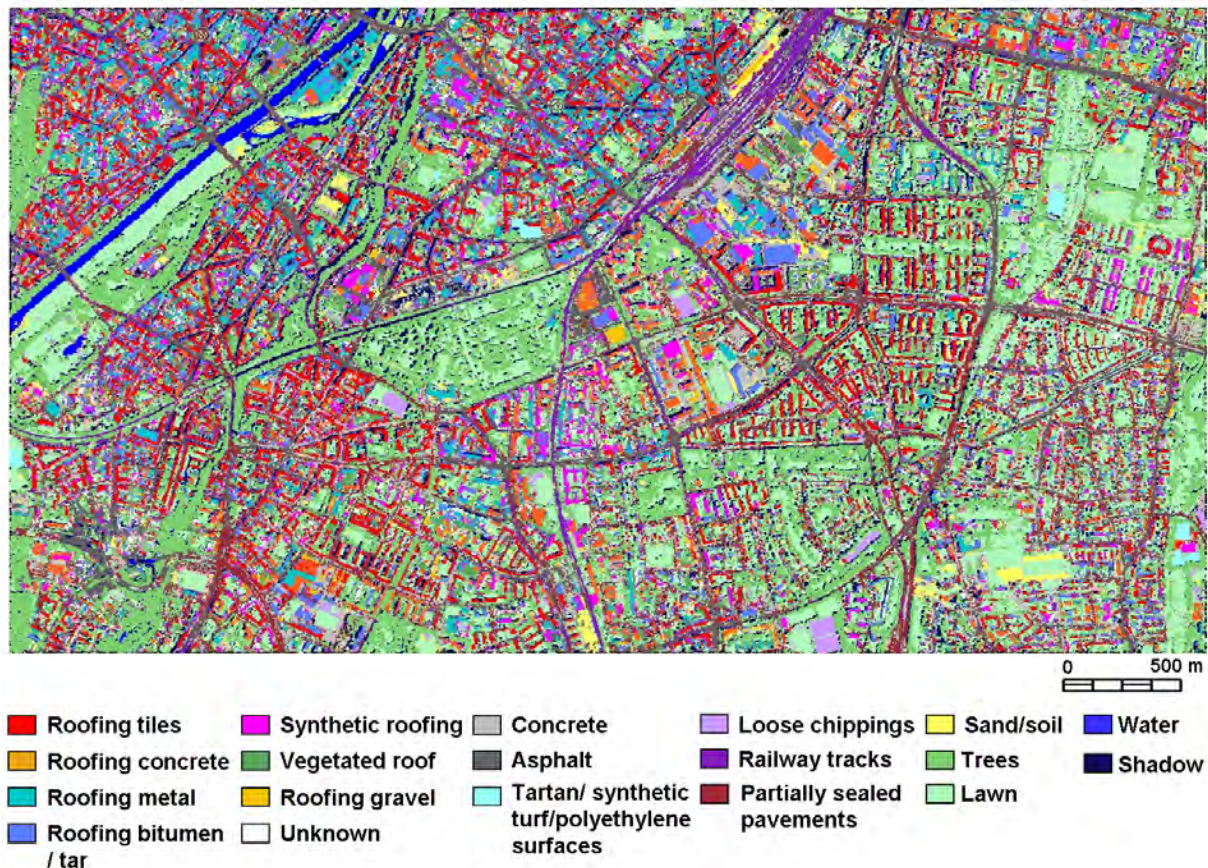 0 500 m
Roofing tiles
Synthetic roofing
Concrete
Loose chippings
Sand/soil
Water
Roofing concrete
Vegetated roof
Asphalt
Railway tracks
Trees
Shadow
Roofing metal
Roofing gravel
Tartan/ synthetic
turf/polyethylene
surfaces
Partially sealed
pavements
Lawn
Roofing bitumen
/ tar
Unknown